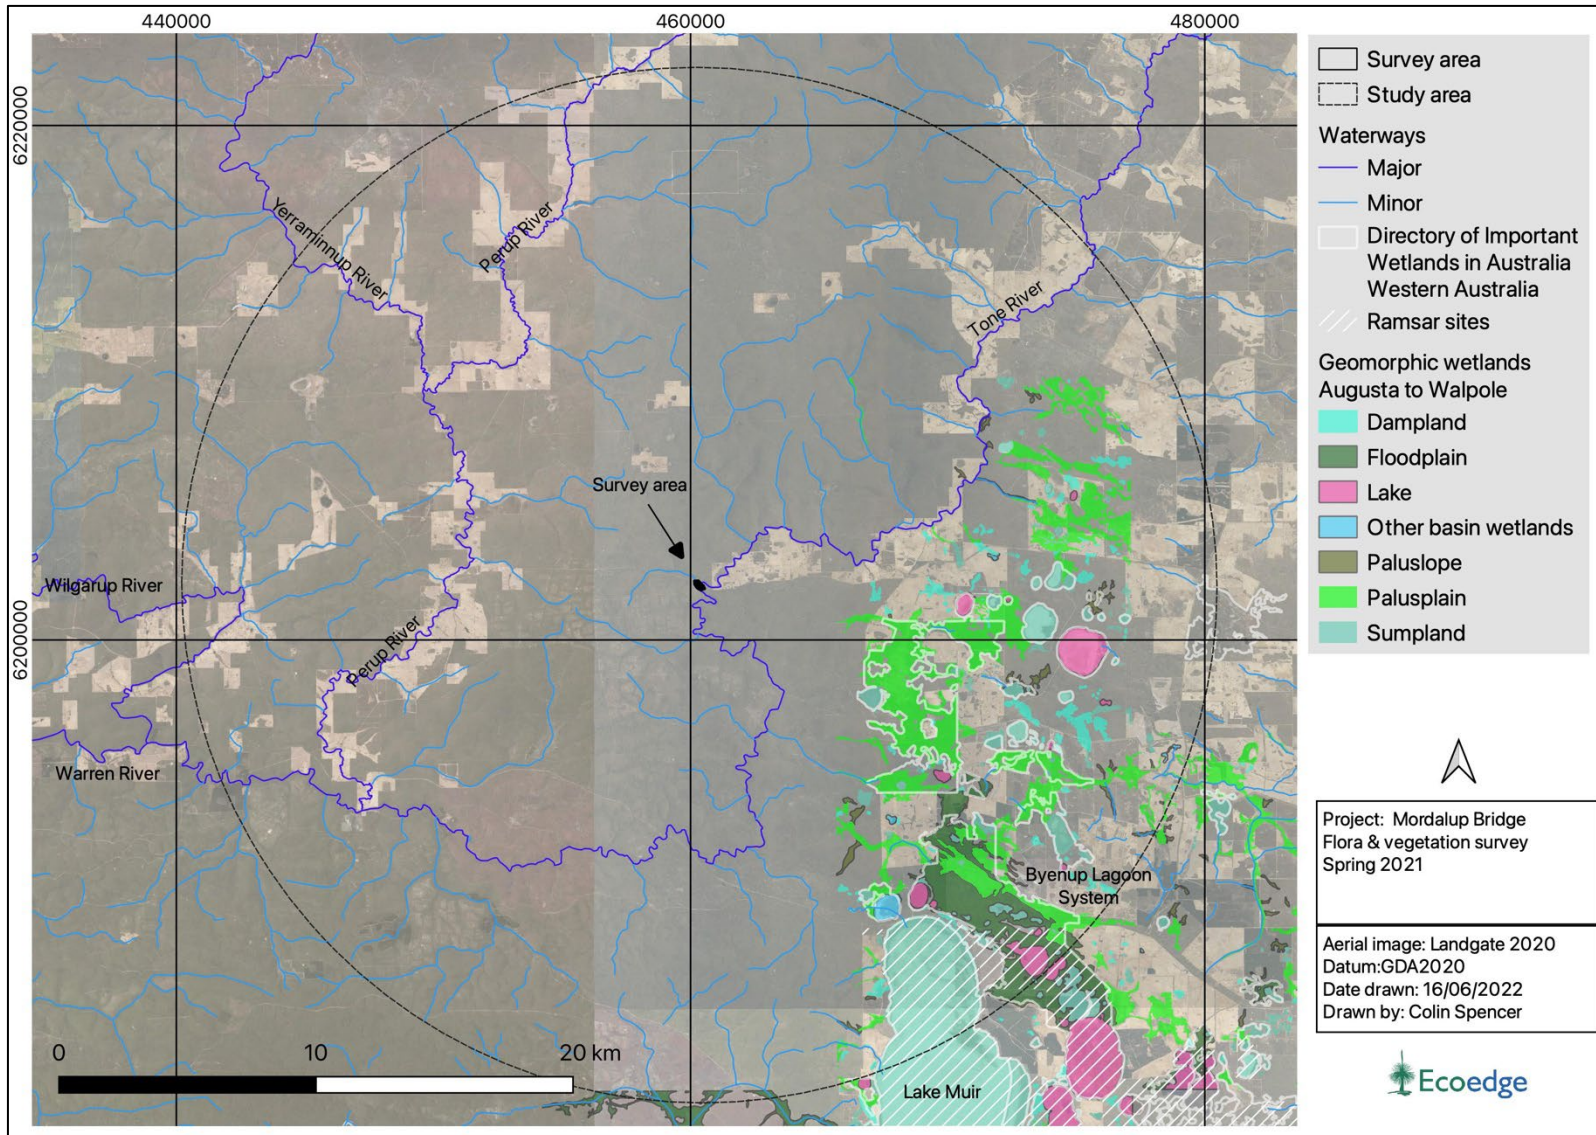 440000
460000
480000
6220000
6200000
Yerraminnup River
Perup River
Tone River
Survey area
Wilgarup River
Perup River
Warren River
Byenup Lagoon
System
Lake Muir
0
10
20 km
Survey area
Study area
Waterways
Major
Minor
Directory of Important
Wetlands in Australia
Western Australia
Ramsar sites
Geomorphic wetlands
Augusta to Walpole
Dampland
Floodplain
Lake
Other basin wetlands
Paluslope
Palusplain
Sumpland
Project: Mordalup Bridge
Flora & vegetation survey
Spring 2021
Aerial image: Landgate 2020
Datum:GDA2020
Date drawn: 16/06/2022
Drawn by: Colin Spencer
Ecoedge